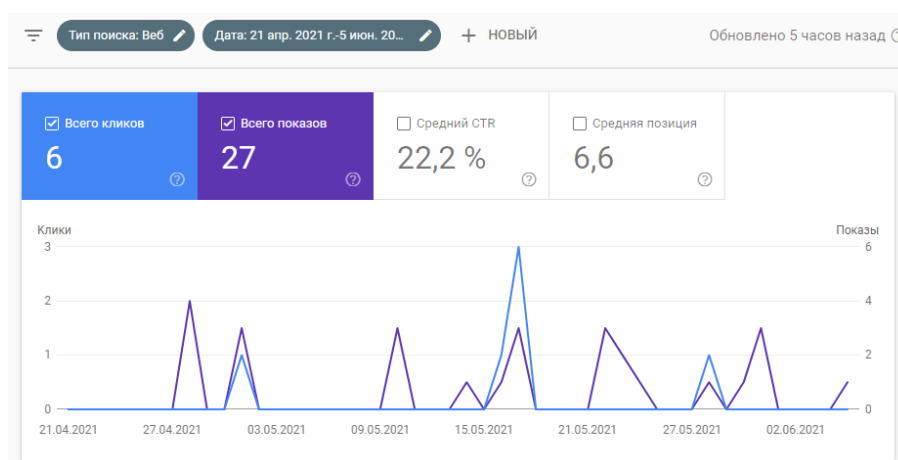 Тип поиска: Веб Дата: 21 апр. 2021 г.-5 июн. 20... + НОВЫЙ Обновлено 5 часов назад
Всего кликов Всего показов Средний CTR Средняя позиция
6 27 22,2 % 6,6
Клики Показы
3 6
2 4
1 2
0 0
21.04.2021 27.04.2021 03.05.2021 09.05.2021 15.05.2021 21.05.2021 27.05.2021 02.06.2021